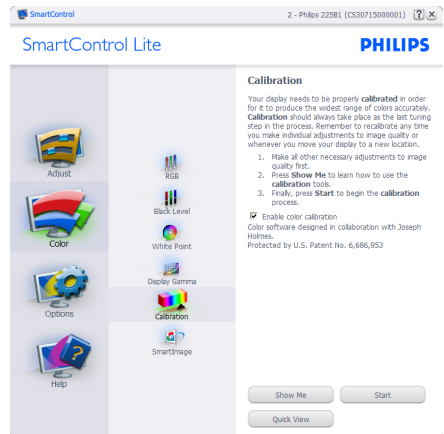 SmartControl
2 - Philips 225B1 (CS30715000001)
SmartControl Lite
PHILIPS
Adjust
Color
Options
Help
RGB
Black Level
White Point
Display Gamma
Calibration
SmartImage
Calibration
Your display needs to be properly calibrated in order
for it to produce the widest range of colors accurately.
Calibration should always take place as the last tuning
step in the process. Remember to recalibrate any time
you make individual adjustments to image quality or
whenever you move your display to a new location.
1. Make all other necessary adjustments to image
quality first.
2. Press Show Me to learn how to use the
calibration tools.
3. Finally, press Start to begin the calibration
process.
Enable color calibration
Color software designed in collaboration with Joseph
Holmes.
Protected by U.S. Patent No. 6,686,953
Show Me
Start
Quick View